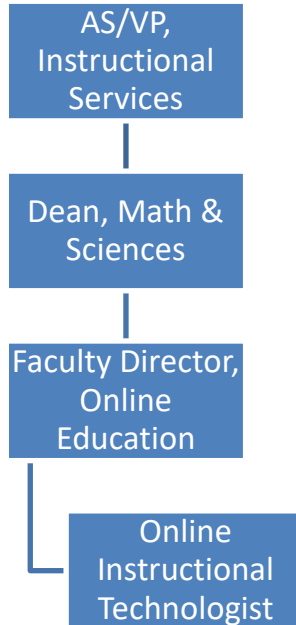 AS/VP,
Instructional
Services
Dean, Math &
Sciences
Faculty Director,
Online
Education
Online
Instructional
Technologist